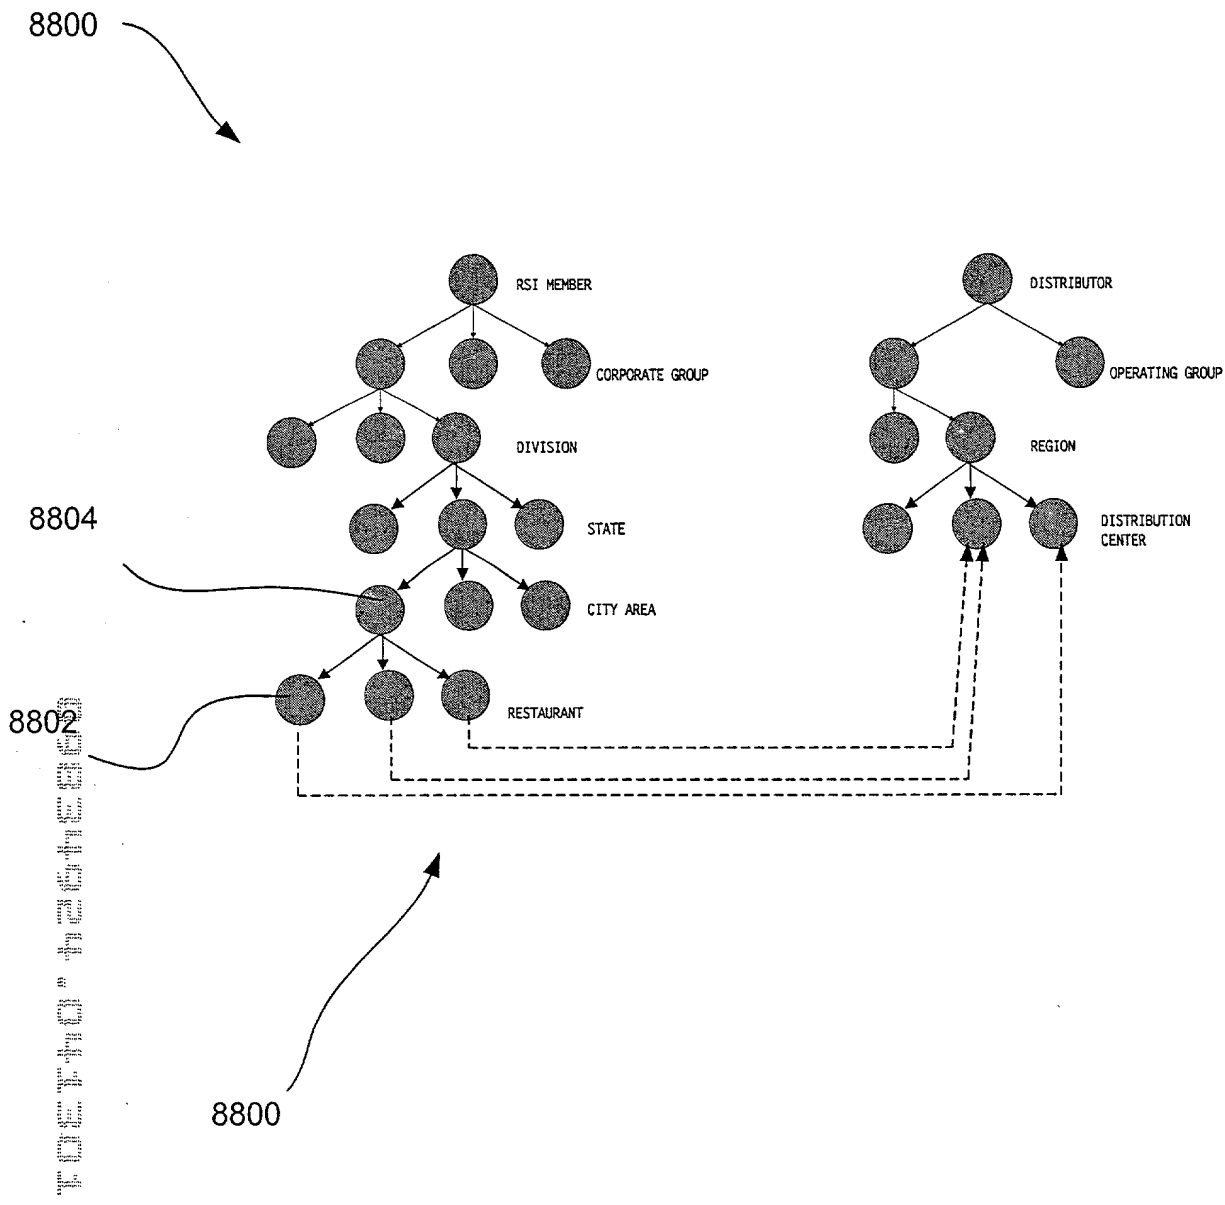 8800
RSI MEMBER
DISTRIBUTOR
CORPORATE GROUP
OPERATING GROUP
DIVISION
REGION
8804
STATE
DISTRIBUTION
CENTER
CITY AREA
8802
RESTAURANT
8800